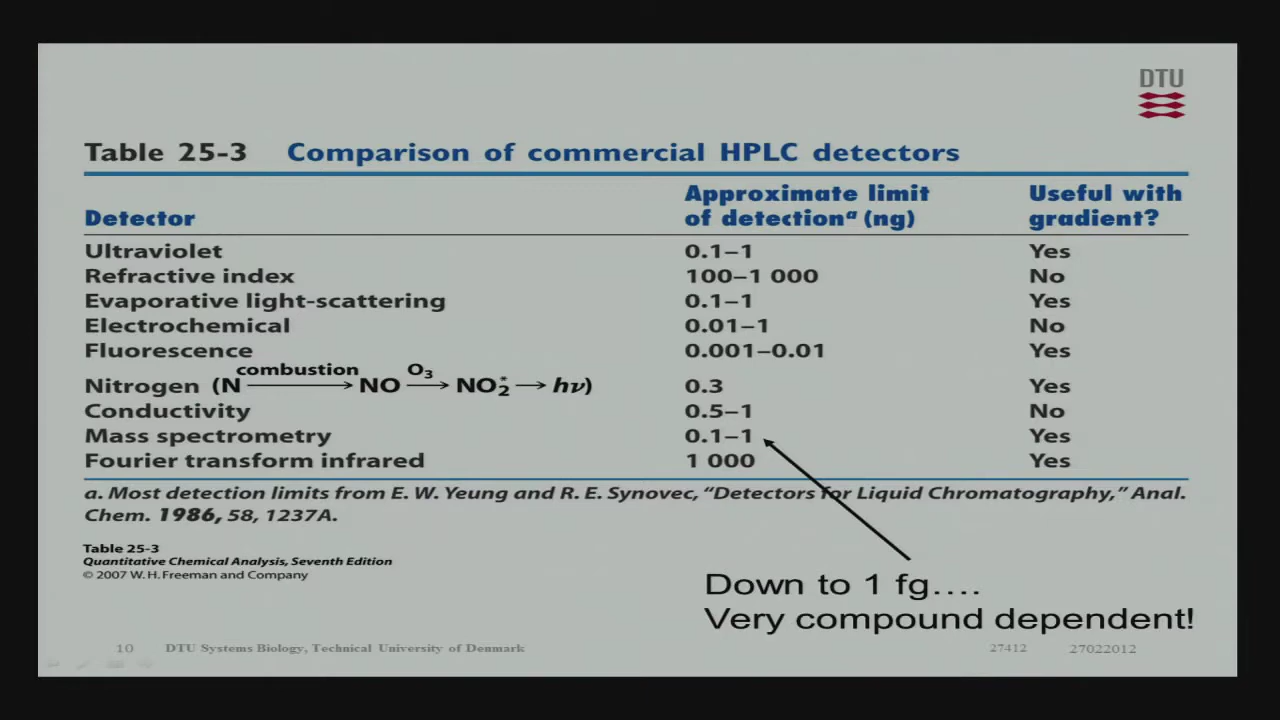 DTU
Table 25-3 Comparison of commercial HPLC detectors
Detector Approximate limit of detectionᵃ (ng) Useful with gradient?
Ultraviolet 0.1–1 Yes
Refractive index 100–1 000 No
Evaporative light-scattering 0.1–1 Yes
Electrochemical 0.01–1 No
Fluorescence 0.001–0.01 Yes
Nitrogen (N combustion→ NO O₃→ NO₂* → hν) 0.3 Yes
Conductivity 0.5–1 No
Mass spectrometry 0.1–1 Yes
Fourier transform infrared 1 000 Yes
a. Most detection limits from E. W. Yeung and R. E. Synovec, “Detectors for Liquid Chromatography,” Anal.
Chem. 1986, 58, 1237A.
Table 25-3
Quantitative Chemical Analysis, Seventh Edition
© 2007 W. H. Freeman and Company
Down to 1 fg....
Very compound dependent!
10 DTU Systems Biology, Technical University of Denmark 27412 27022012